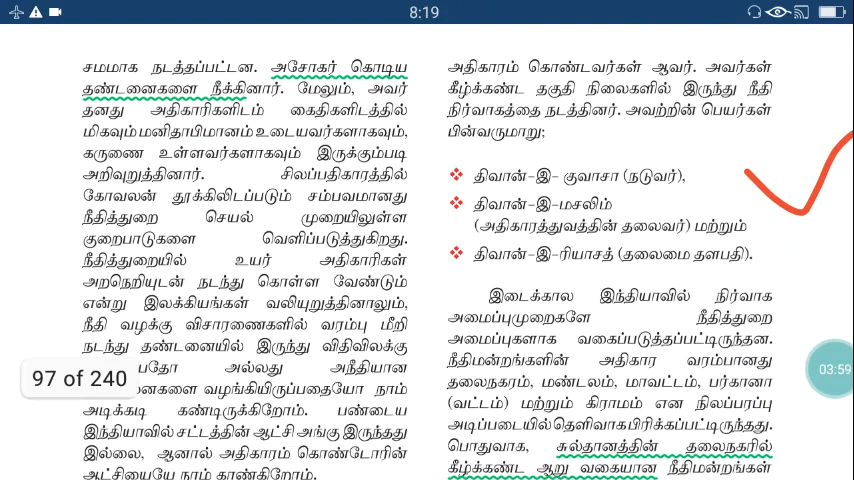 8:19
சமமாக நடத்தப்பட்டன. அசோகர் கொடிய
தண்டனைகளை நீக்கினார். மேலும், அவர்
தனது அதிகாரிகளிடம் கைதிகளிடத்தில்
மிகவும் மனிதாபிமானம் உடையவர்களாகவும்,
கருணை உள்ளவர்களாகவும் இருக்கும்படி
அறிவுறுத்தினார். சிலப்பதிகாரத்தில்
கோவலன் தூக்கிலிடப்படும் சம்பவமானது
நீதித்துறை செயல் முறையிலுள்ள
குறைபாடுகளை வெளிப்படுத்துகிறது.
நீதித்துறையில் உயர் அதிகாரிகள்
அறநெறியுடன் நடந்து கொள்ள வேண்டும்
என்று இலக்கியங்கள் வலியுறுத்தினாலும்,
நீதி வழக்கு விசாரணைகளில் வரம்பு மீறி
நடந்து தண்டனையில் இருந்து விதிவிலக்கு
பதோ அல்லது அநீதியான
னைகளை வழங்கியிருப்பதையோ நாம்
அடிக்கடி கண்டிருக்கிறோம். பண்டைய
இந்தியாவில் சட்டத்தின் ஆட்சி அங்கு இருந்தது
இல்லை, ஆனால் அதிகாரம் கொண்டோரின்
ஆட்சியையே நாம் காண்கிறோம்.
97 of 240
அதிகாரம் கொண்டவர்கள் ஆவர். அவர்கள்
கீழ்க்கண்ட தகுதி நிலைகளில் இருந்து நீதி
நிர்வாகத்தை நடத்தினர். அவற்றின் பெயர்கள்
பின்வருமாறு;
திவான்-இ- குவாசா (நடுவர்),
திவான்-இ-மசலிம்
(அதிகாரத்துவத்தின் தலைவர்) மற்றும்
திவான்-இ-ரியாசத் (தலைமை தளபதி).
இடைக்கால இந்தியாவில் நிர்வாக
அமைப்புமுறைகளே நீதித்துறை
அமைப்புகளாக வகைப்படுத்தப்பட்டிருந்தன.
நீதிமன்றங்களின் அதிகார வரம்பானது
தலைநகரம், மண்டலம், மாவட்டம், பர்கானா
(வட்டம்) மற்றும் கிராமம் என நிலப்பரப்பு
அடிப்படையில் தெளிவாக பிரிக்கப்பட்டிருந்தது.
பொதுவாக, சுல்தானத்தின் தலைநகரில்
கீழ்க்கண்ட ஆறு வகையான நீதிமன்றங்கள்
03:59